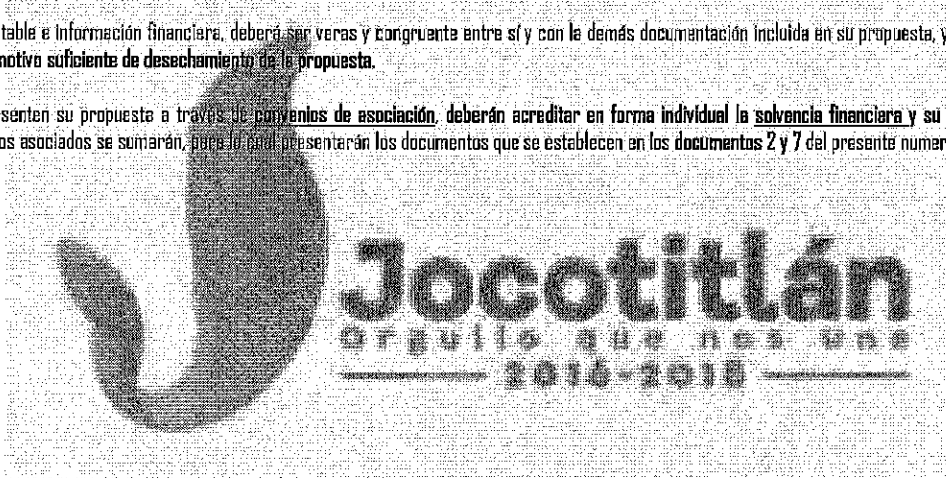 table e Información financiera, deberá ser veras y congruente entre sí y con la demás documentación incluida en su propuesta, y
motivo suficiente de desechamiento de la propuesta.
senten su propuesta a través de convenios de asociación, deberán acreditar en forma individual la solvencia financiera y su
os asociados se sumarán, para lo cual presentarán los documentos que se establecen en los documentos 2 y 7 del presente numer
Jocotitlán
Orgullo que nos une
2016-2018